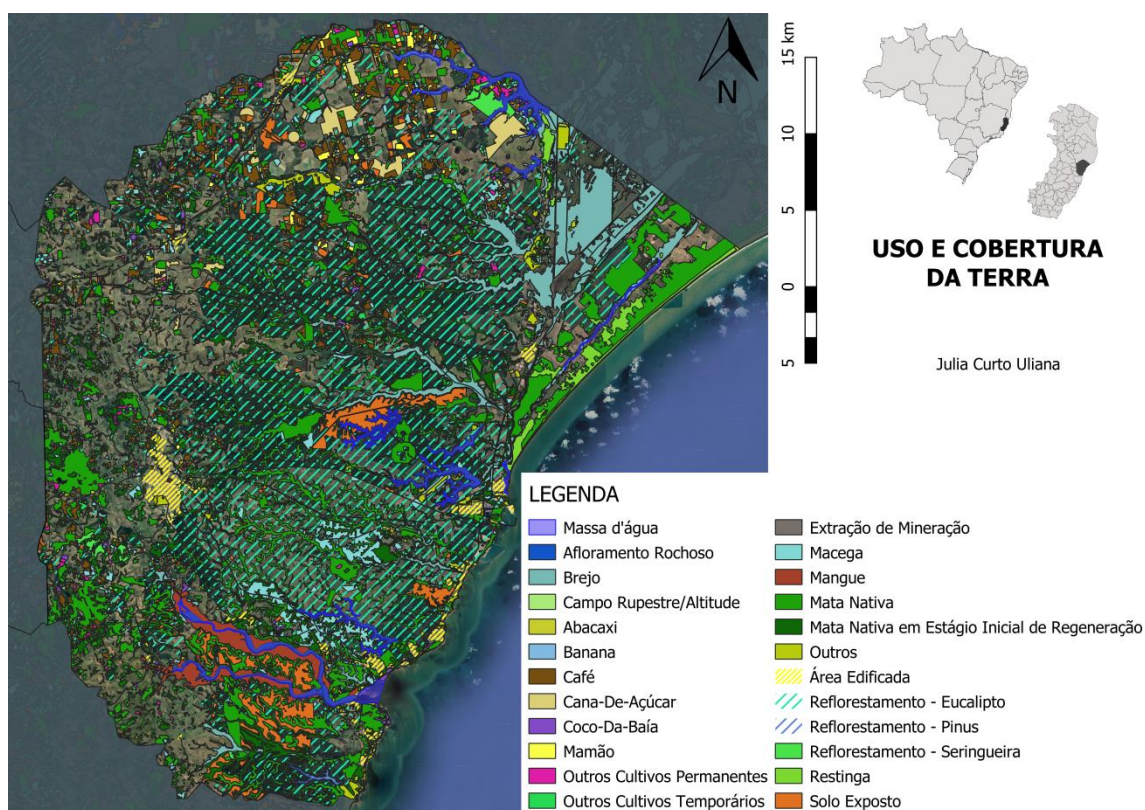 N
15 km
10
5
0
5
USO E COBERTURA
DA TERRA
Julia Curto Uliana
LEGENDA
Massa d'água
Afloramento Rochoso
Brejo
Campo Rupestre/Altitude
Abacaxi
Banana
Café
Cana-De-Açúcar
Coco-Da-Baía
Mamão
Outros Cultivos Permanentes
Outros Cultivos Temporários
Extração de Mineração
Macega
Mangue
Mata Nativa
Mata Nativa em Estágio Inicial de Regeneração
Outros
Área Edificada
Reflorestamento - Eucalipto
Reflorestamento - Pinus
Reflorestamento - Seringueira
Restinga
Solo Exposto